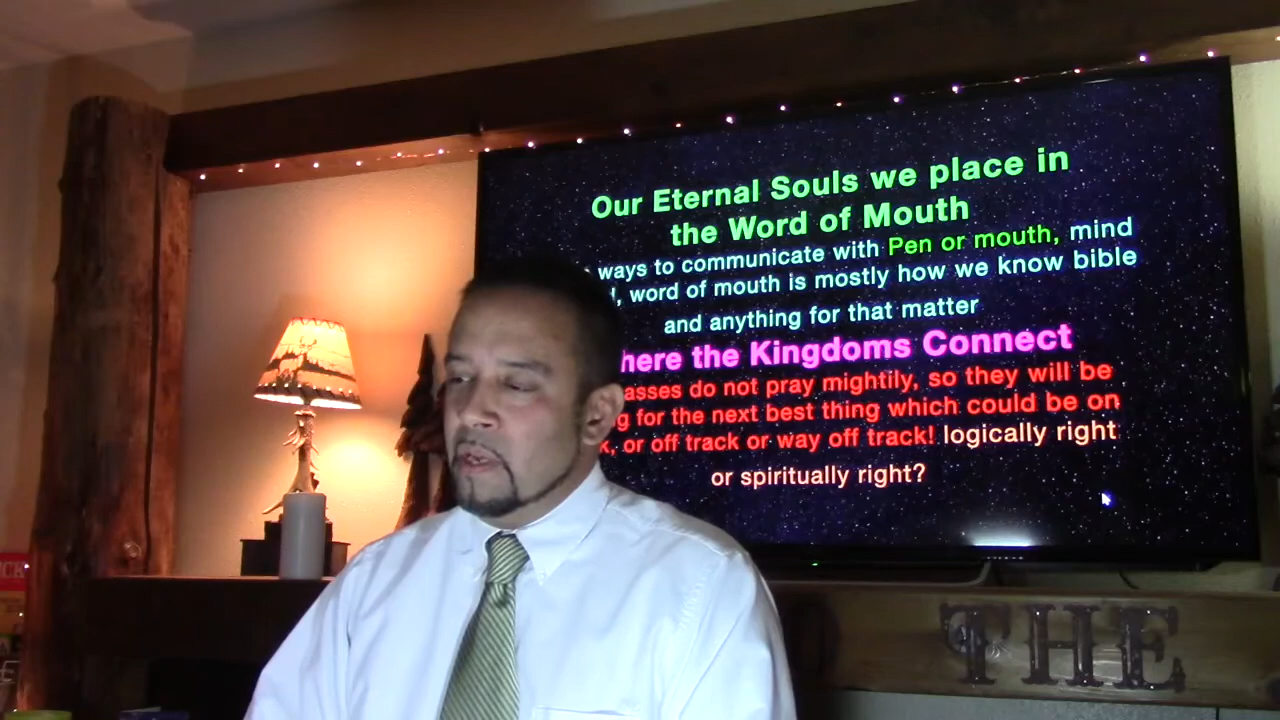 Our Eternal Souls we place in
the Word of Mouth
ways to communicate with Pen or mouth, mind
word of mouth is mostly how we know bible
and anything for that matter
the Kingdoms Connect
do not pray mightily, so they will be
for the next best thing which could be on
or off track or way off track! logically right
or spiritually right?
THE